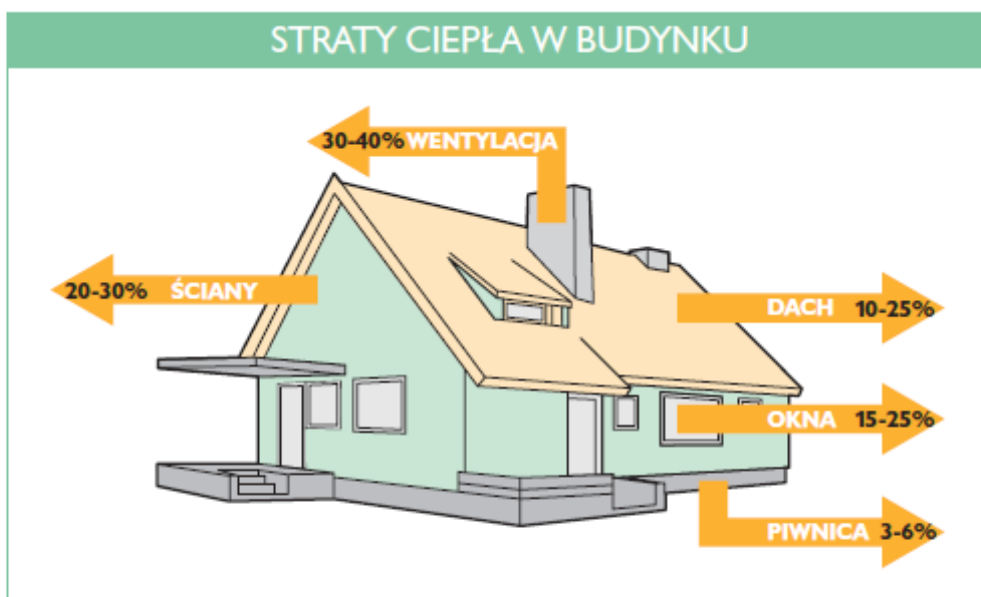 STRATY CIEPŁA W BUDYNKU
30-40% WENTYLACJA
20-30% ŚCIANY
DACH 10-25%
OKNA 15-25%
PIWNICA 3-6%